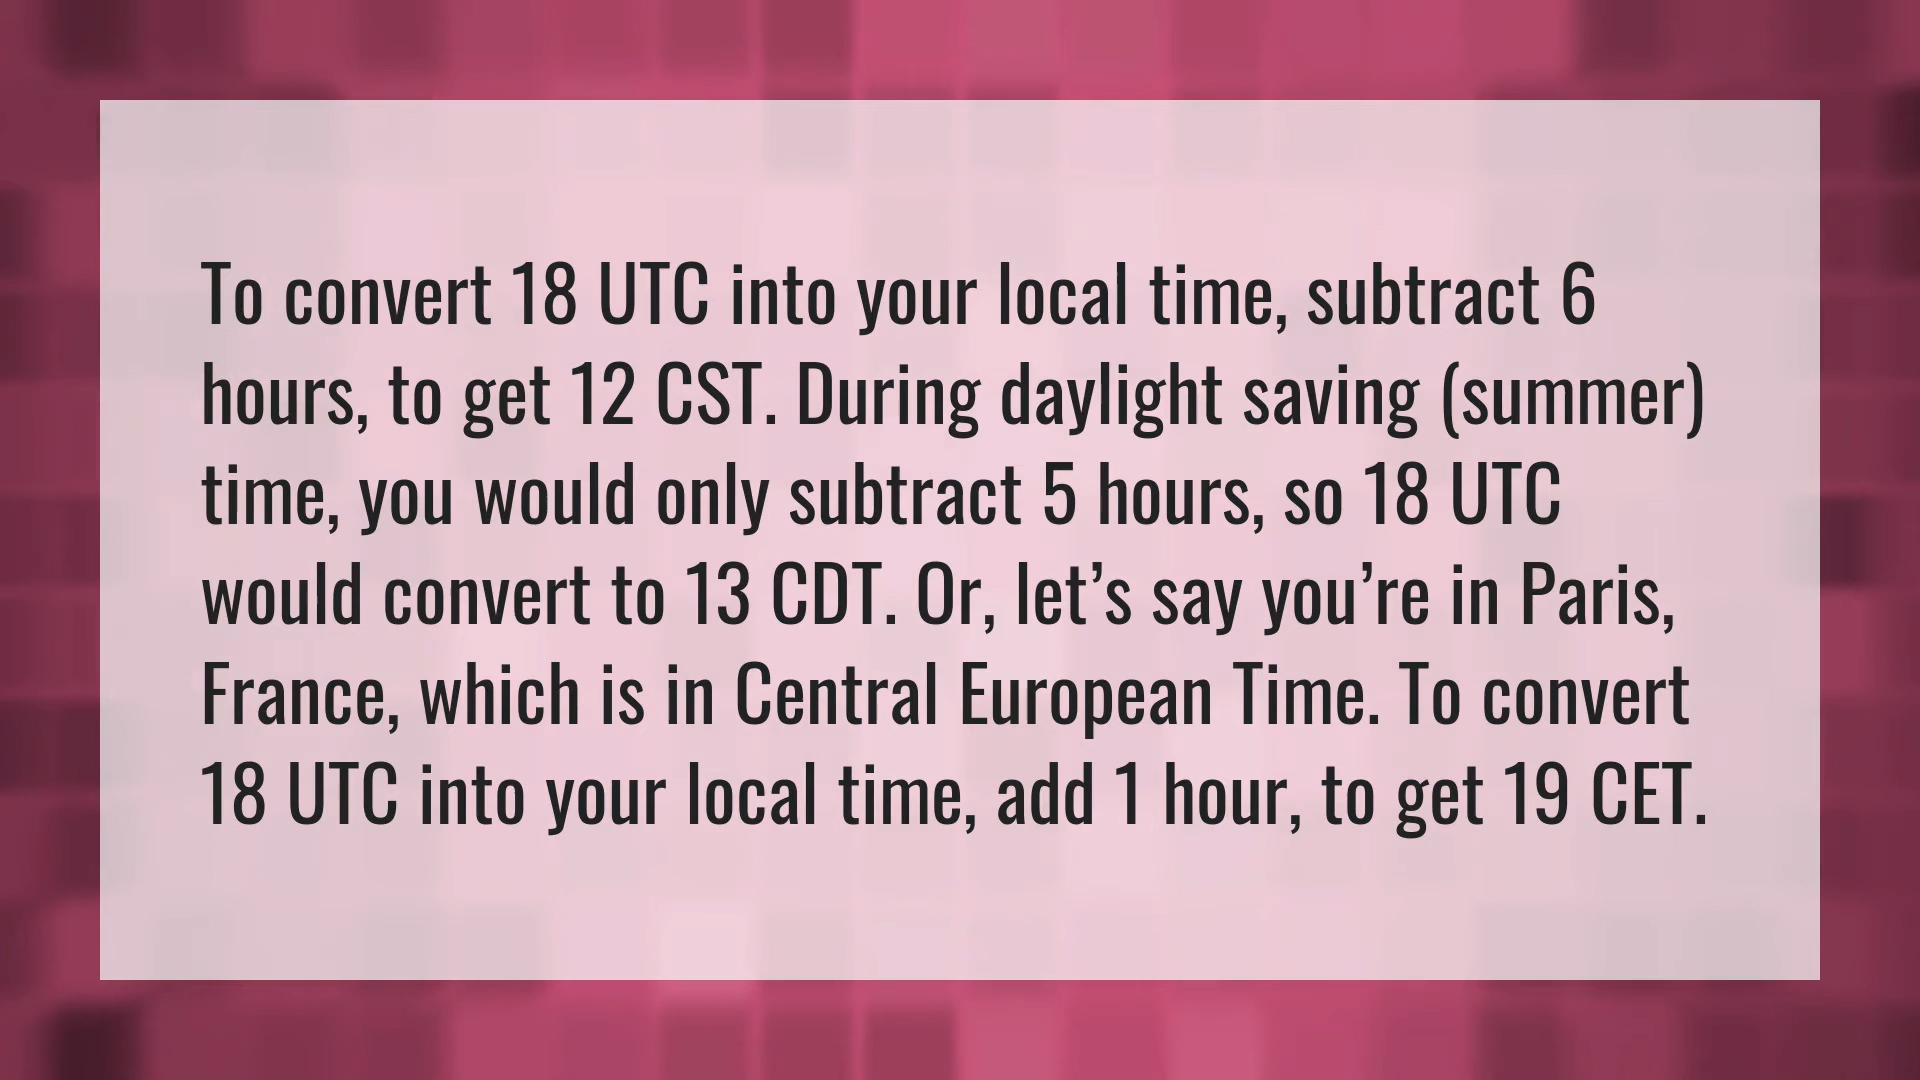 To convert 18 UTC into your local time, subtract 6
hours, to get 12 CST. During daylight saving (summer)
time, you would only subtract 5 hours, so 18 UTC
would convert to 13 CDT. Or, let’s say you’re in Paris,
France, which is in Central European Time. To convert
18 UTC into your local time, add 1 hour, to get 19 CET.